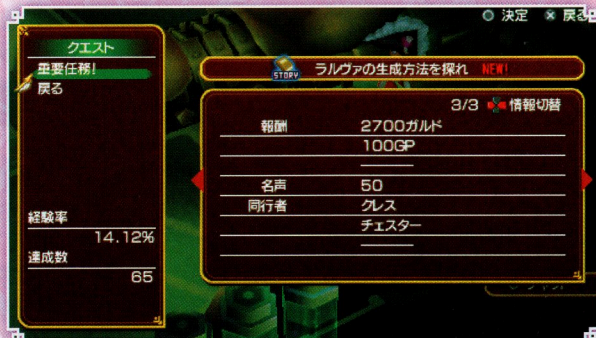 ○ 決定 × 戻る
クエスト
重要任務!
戻る
経験率
14.12%
達成数
65
STORY ラルヴァの生成方法を探れ NEW!
3/3 情報切替
報酬 2700ガルド
100GP
名声 50
同行者 クレス
チェスター